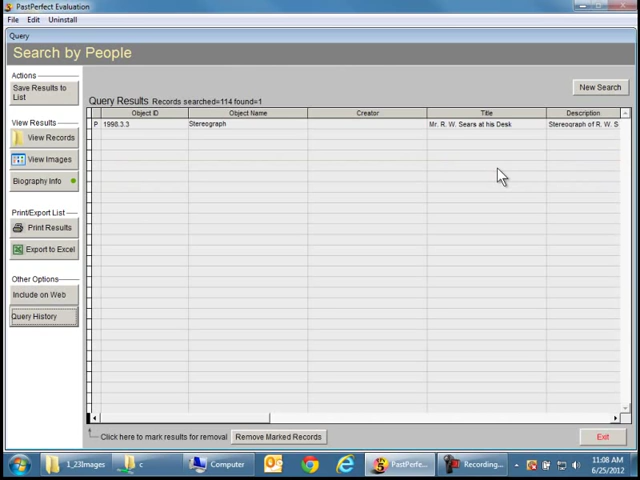 PastPerfect Evaluation
File Edit Uninstall
Query
Search by People
Actions
Save Results to
List
View Results
View Records
View Images
Biography Info
Print/Export List
Print Results
Export to Excel
Other Options
Include on Web
Query History
New Search
Query Results Records searched=114 found=1
Object ID Object Name Creator Title Description
P 1998.3.3 Stereograph Mr. R. W. Sears at his Desk Stereograph of R. W. S
Click here to mark results for removal Remove Marked Records
Exit
1_23Images c Computer PastPerfe... Recording... 11:08 AM
6/25/2012